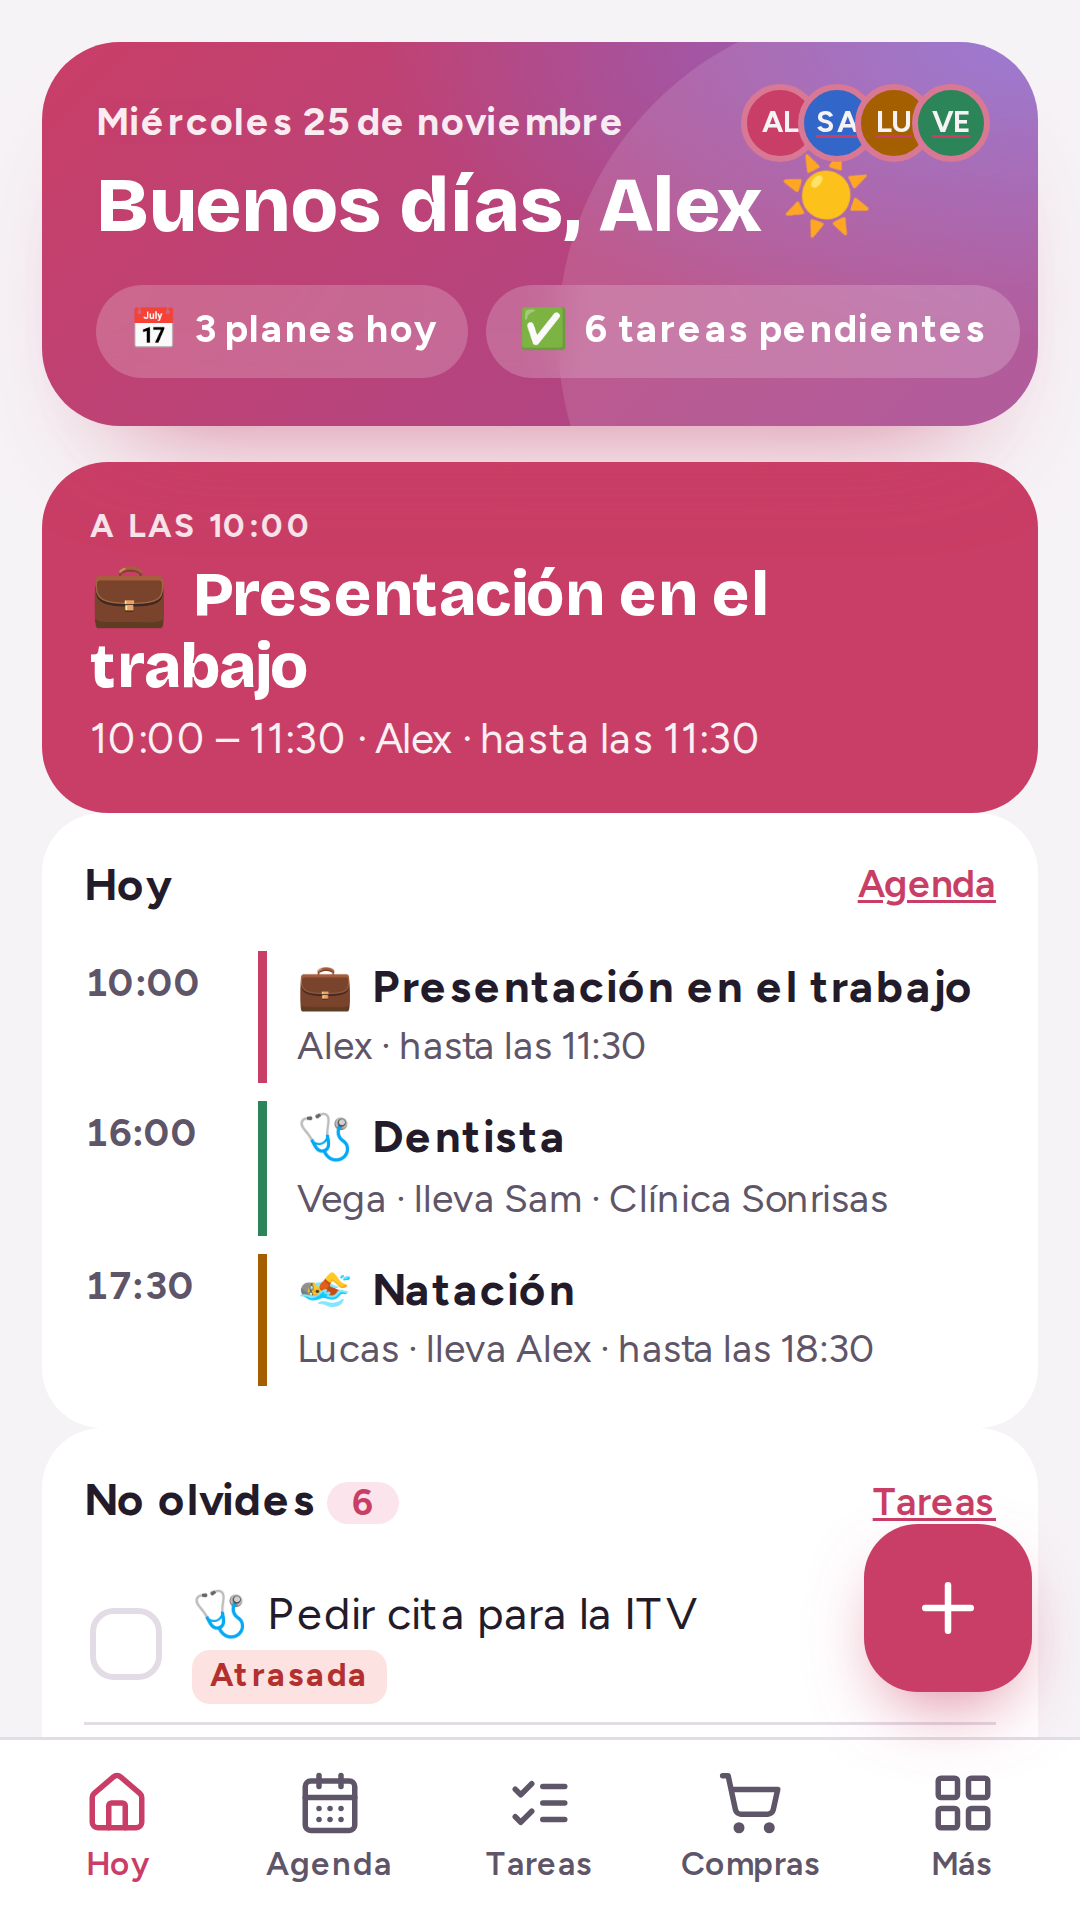 Miércoles 25 de noviembre
AL SA LU VE
Buenos días, Alex ☀️
📅 3 planes hoy
✅ 6 tareas pendientes
A LAS 10:00
💼 Presentación en el
trabajo
10:00 – 11:30 · Alex · hasta las 11:30
Hoy
Agenda
10:00
💼 Presentación en el trabajo
Alex · hasta las 11:30
16:00
🩺 Dentista
Vega · lleva Sam · Clínica Sonrisas
17:30
🏊 Natación
Lucas · lleva Alex · hasta las 18:30
No olvides 6
Tareas
🩺 Pedir cita para la ITV
Atrasada
Hoy
Agenda
Tareas
Compras
Más